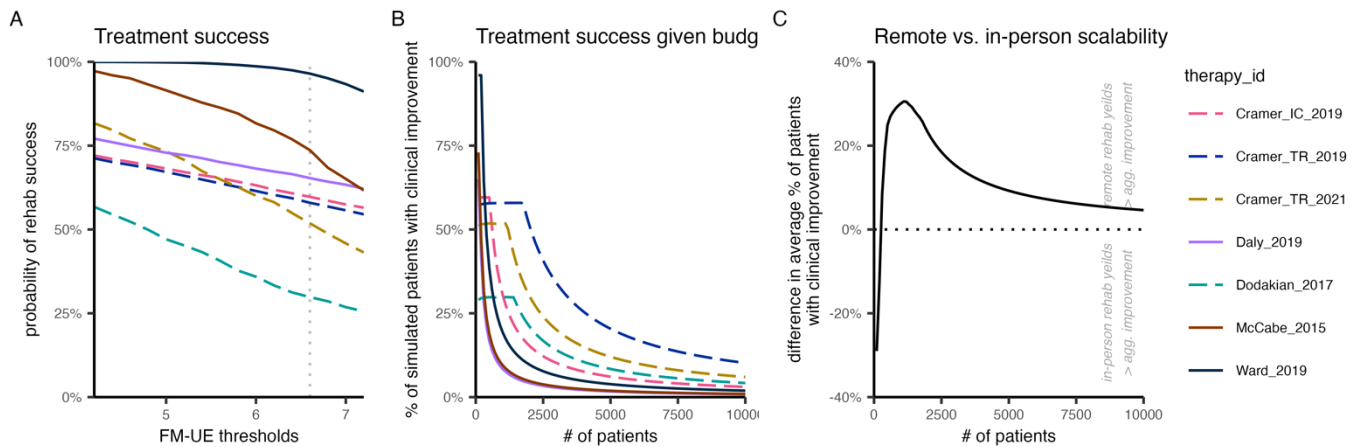 A
Treatment success
probability of rehab success
100%
75%
50%
25%
0%
5
6
7
FM-UE thresholds
B
Treatment success given budg
% of simulated patients with clinical improvement
100%
75%
50%
25%
0%
0
2500
5000
7500
10000
# of patients
C
Remote vs. in-person scalability
difference in average % of patients
with clinical improvement
40%
20%
0%
-20%
-40%
remote rehab yeilds
> agg. improvement
in-person rehab yeilds
> agg. improvement
0
2500
5000
7500
10000
# of patients
therapy_id
Cramer_IC_2019
Cramer_TR_2019
Cramer_TR_2021
Daly_2019
Dodakian_2017
McCabe_2015
Ward_2019